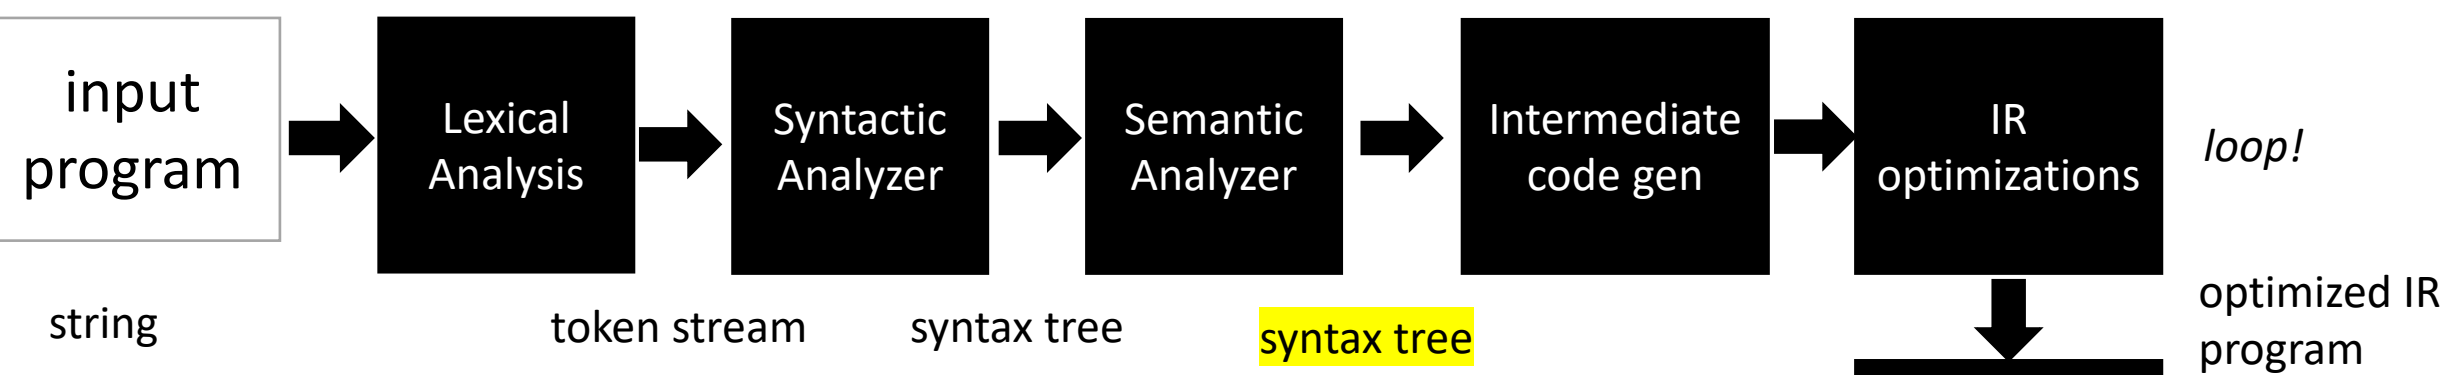 input
program
Lexical
Analysis
Syntactic
Analyzer
Semantic
Analyzer
Intermediate
code gen
IR
optimizations
loop!
string
token stream
syntax tree
syntax tree
optimized IR
program